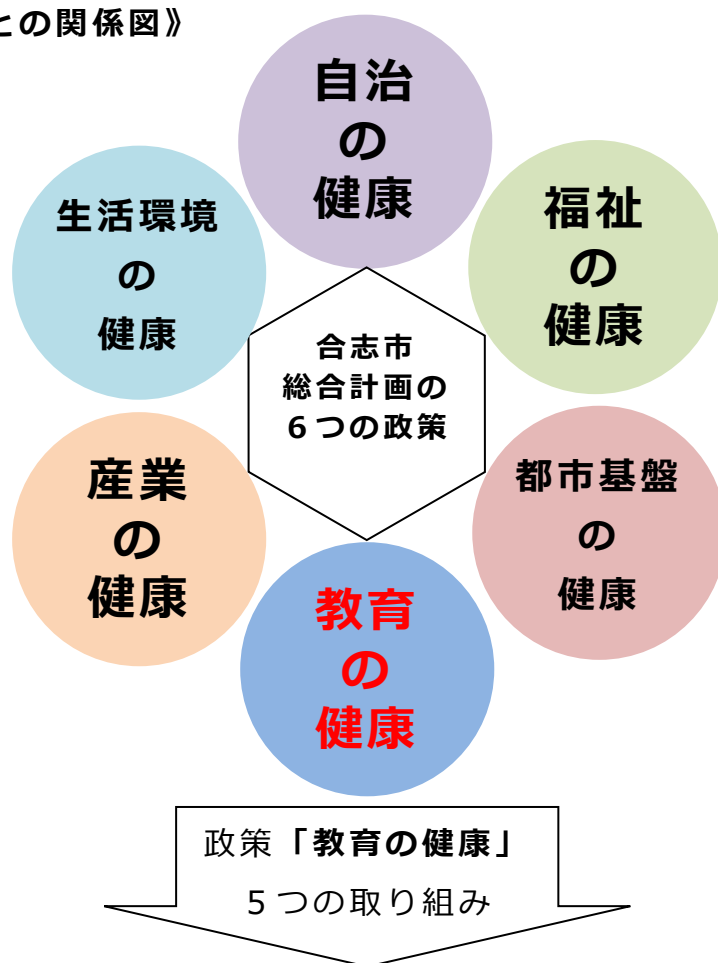 との関係図》
自治
の
健康
生活環境
の
健康
福祉
の
健康
合志市
総合計画の
６つの政策
産業
の
健康
都市基盤
の
健康
教育
の
健康
政策「教育の健康」
５つの取り組み